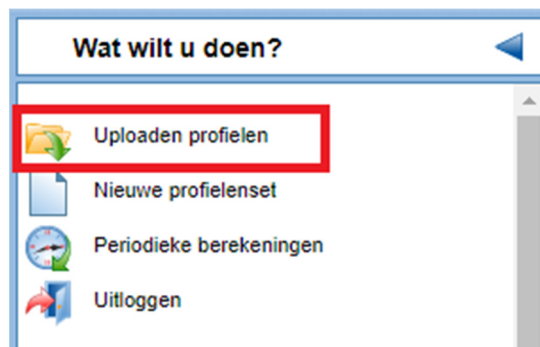 Wat wilt u doen?
Uploaden profielen
Nieuwe profielenset
Periodieke berekeningen
Uitloggen